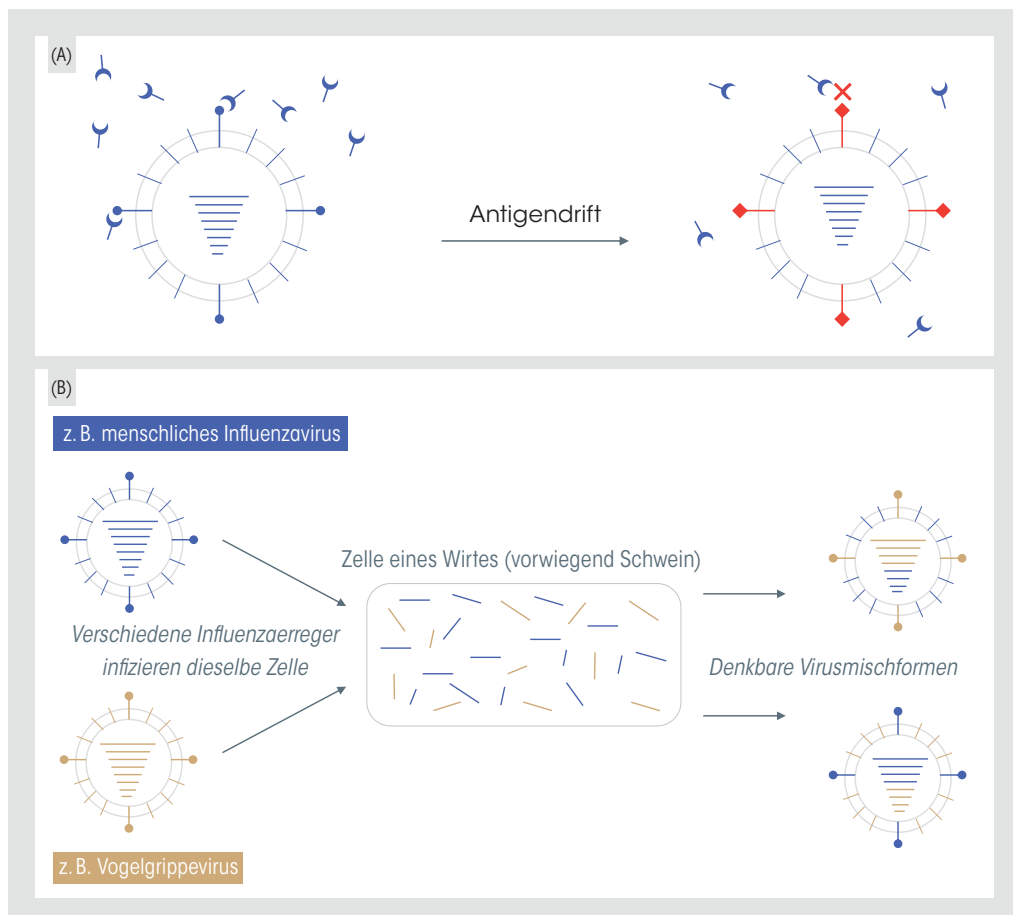 (A)
Antigendrift
(B)
z. B. menschliches Influenzavirus
Zelle eines Wirtes (vorwiegend Schwein)
Verschiedene Influenzaerreger
infizieren dieselbe Zelle
Denkbare Virusmischformen
z. B. Vogelgrippevirus